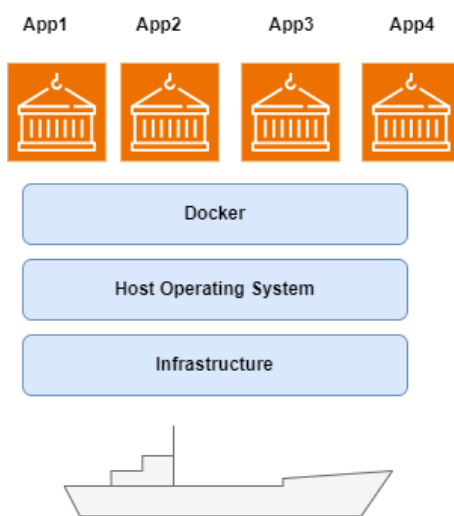 App1 App2 App3 App4
Docker
Host Operating System
Infrastructure